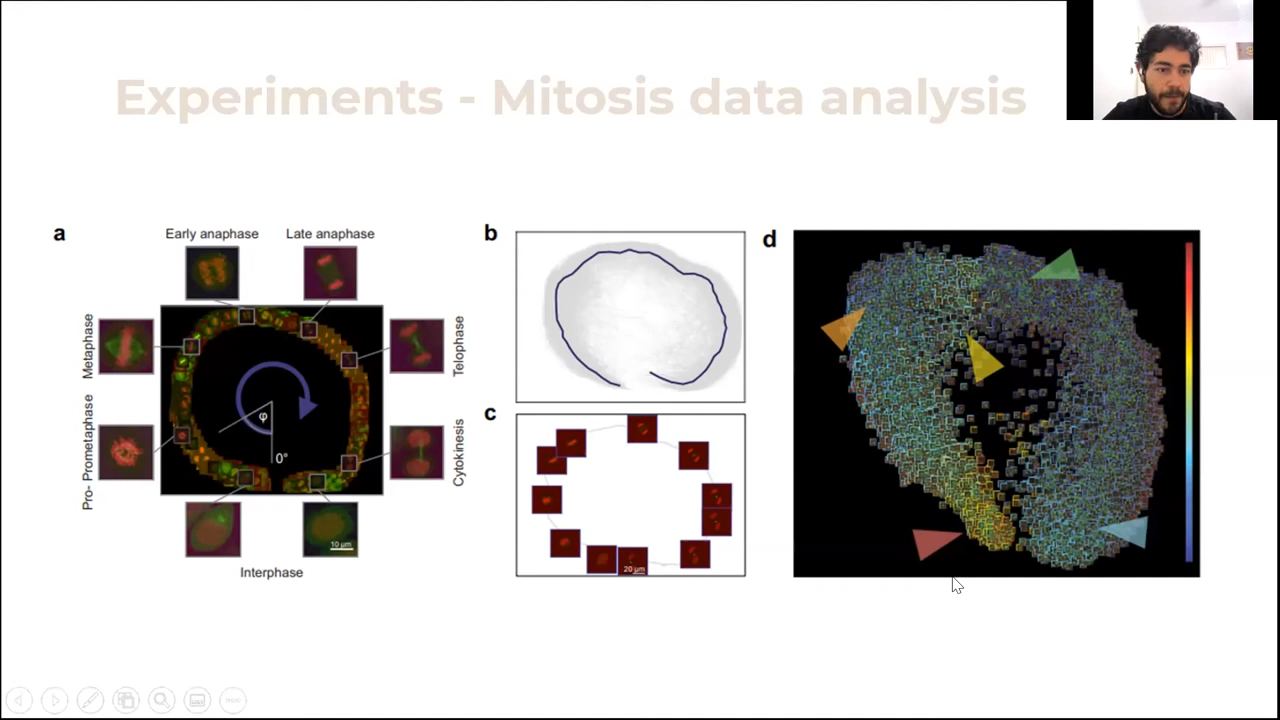 Experiments - Mitosis data analysis
a
Early anaphase
Late anaphase
Metaphase
Telophase
Pro- Prometaphase
Cytokinesis
φ
0°
10 µm
Interphase
b
c
20 µm
d